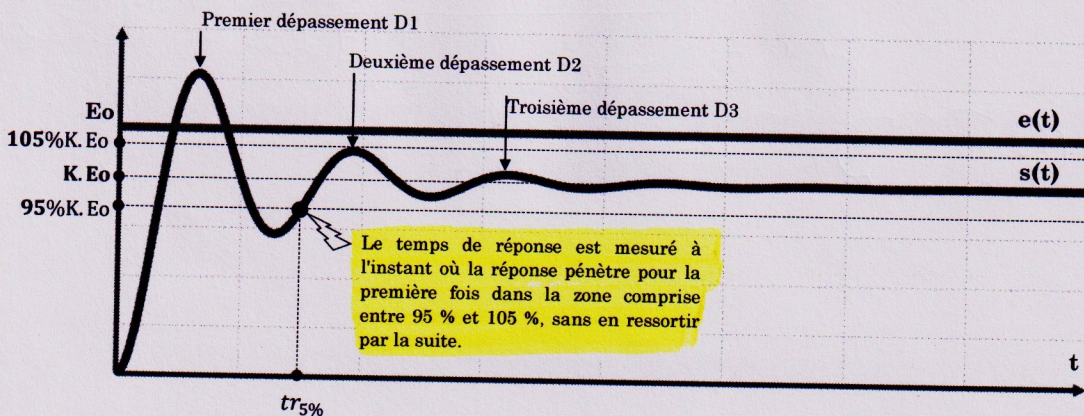 Premier dépassement D1
Deuxième dépassement D2
Troisième dépassement D3
Eo
e(t)
105%K. Eo
K. Eo
s(t)
95%K. Eo
Le temps de réponse est mesuré à
l'instant où la réponse pénètre pour la
première fois dans la zone comprise
entre 95 % et 105 %, sans en ressortir
par la suite.
t
tr5%